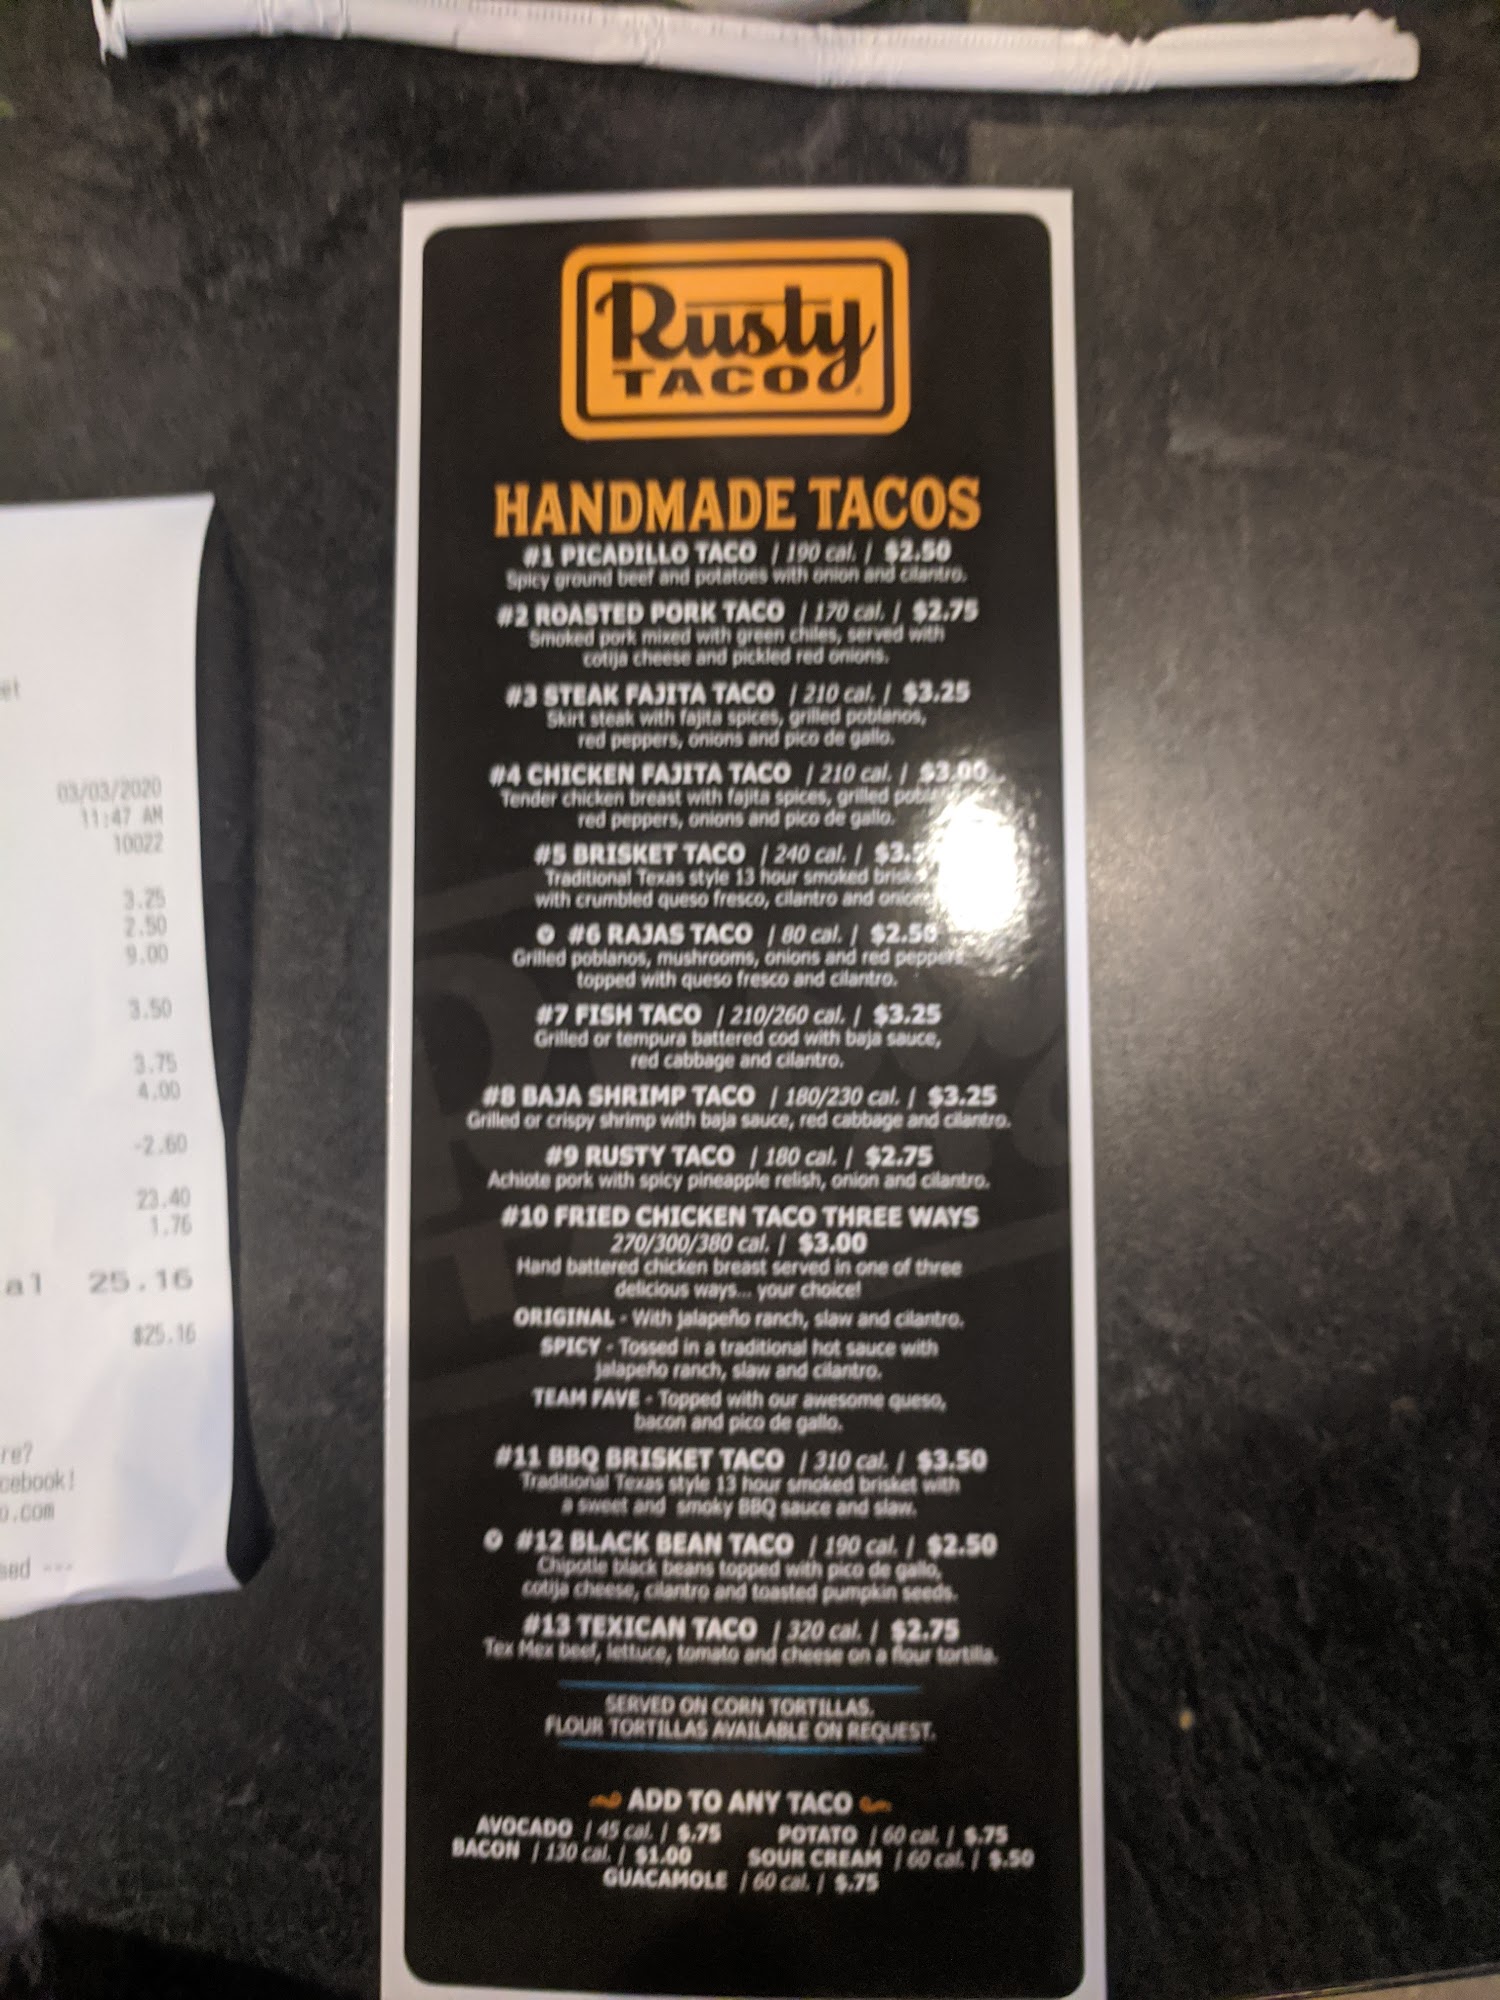 et
03/03/2020
11:47 AM
10022
3.25
2.50
9.00
3.50
3.75
4.00
-2.60
23.40
1.76
al 25.16
$25.16
re?
cebook!
o.com
sed ---
Rusty
TACO
HANDMADE TACOS
#1 PICADILLO TACO | 190 cal. | $2.50
Spicy ground beef and potatoes with onion and cilantro.
#2 ROASTED PORK TACO | 170 cal. | $2.75
Smoked pork mixed with green chiles, served with
cotija cheese and pickled red onions.
#3 STEAK FAJITA TACO | 210 cal. | $3.25
Skirt steak with fajita spices, grilled poblanos,
red peppers, onions and pico de gallo.
#4 CHICKEN FAJITA TACO | 210 cal. | $3.00
Tender chicken breast with fajita spices, grilled
red peppers, onions and pico de gallo.
#5 BRISKET TACO | 240 cal. |
Traditional Texas style 13 hour smoked
with crumbled queso fresco, cilantro and
#6 RAJAS TACO | 80 cal. | $2.50
Grilled poblanos, mushrooms, onions and red peppers
topped with queso fresco and cilantro.
#7 FISH TACO | 210/260 cal. | $3.25
Grilled or tempura battered cod with baja sauce,
red cabbage and cilantro.
#8 BAJA SHRIMP TACO | 180/230 cal. | $3.25
Grilled or crispy shrimp with baja sauce, red cabbage and cilantro.
#9 RUSTY TACO | 180 cal. | $2.75
Achiote pork with spicy pineapple relish, onion and cilantro.
#10 FRIED CHICKEN TACO THREE WAYS
270/300/380 cal. | $3.00
Hand battered chicken breast served in one of three
delicious ways... your choice!
ORIGINAL - With jalapeño ranch, slaw and cilantro.
SPICY - Tossed in a traditional hot sauce with
jalapeño ranch, slaw and cilantro.
TEAM FAVE - Topped with our awesome queso,
bacon and pico de gallo.
#11 BBQ BRISKET TACO | 310 cal. | $3.50
Traditional Texas style 13 hour smoked brisket with
a sweet and smoky BBQ sauce and slaw.
#12 BLACK BEAN TACO | 190 cal. | $2.50
Chipotle black beans topped with pico de gallo,
cotija cheese, cilantro and toasted pumpkin seeds.
#13 TEXICAN TACO | 320 cal. | $2.75
Tex Mex beef, lettuce, tomato and cheese on a flour tortilla.
SERVED ON CORN TORTILLAS.
FLOUR TORTILLAS AVAILABLE ON REQUEST.
ADD TO ANY TACO
AVOCADO | 45 cal. | $.75 POTATO | 60 cal. | $.75
BACON | 130 cal. | $1.00 SOUR CREAM | 60 cal. | $.50
GUACAMOLE | 60 cal. | $.75